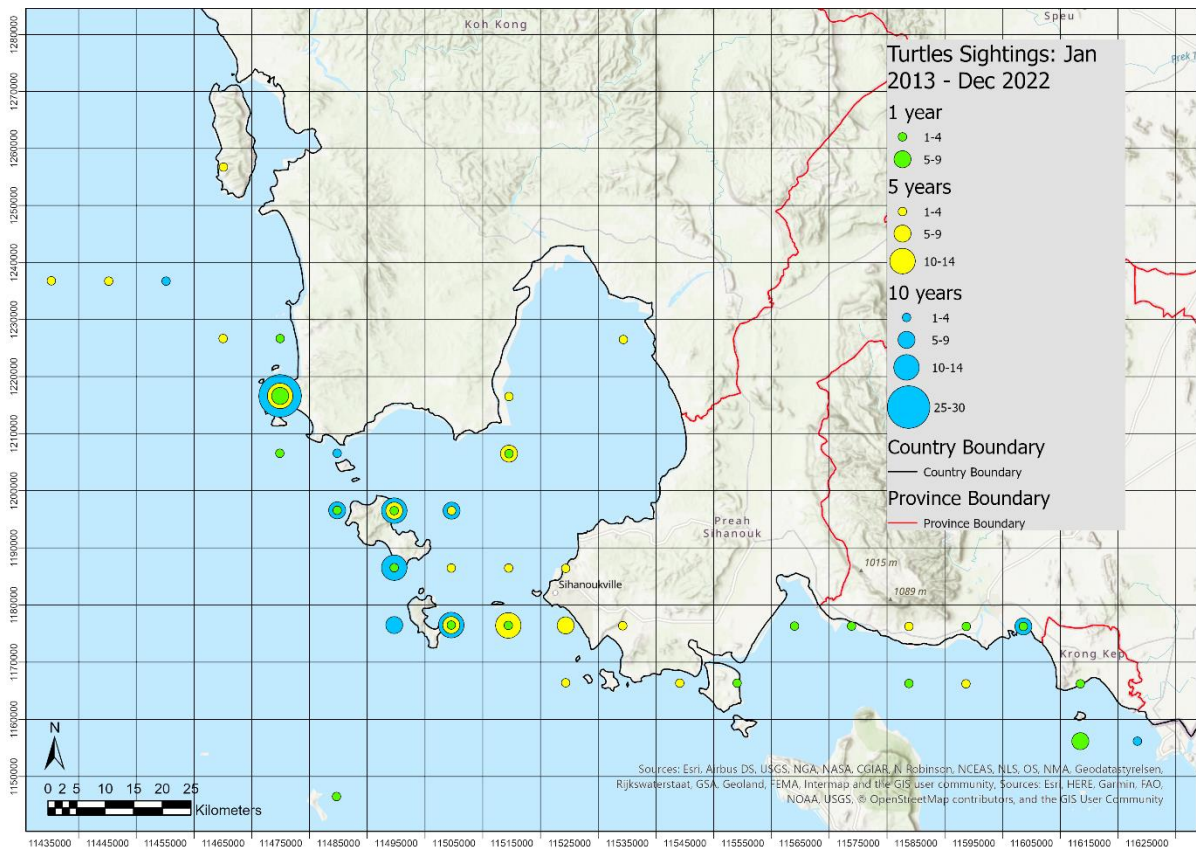 Koh Kong
Speu
Prek T
Turtles Sightings: Jan
2013 - Dec 2022
1 year
1-4
5-9
5 years
1-4
5-9
10-14
10 years
1-4
5-9
10-14
25-30
Country Boundary
Country Boundary
Province Boundary
Province Boundary
1280000
1270000
1260000
1250000
1240000
1230000
1220000
1210000
1200000
1190000
1180000
1170000
1160000
1150000
Preah
Sihanouk
1015 m
Sihanoukville
1089 m
Krong Kep
N
0 2 5 5 10 15 20 25
Kilometers
Sources: Esri, Airbus DS, USGS, NGA, NASA, CGIAR, N Robinson, NCEAS, NLS, OS, NMA, Geodatastyrelsen,
Rijkswaterstaat, GSA, Geoland, FEMA, Intermap and the GIS user community, Sources: Esri, HERE, Garmin, FAO,
NOAA, USGS, © OpenStreetMap contributors, and the GIS User Community
11435000 11445000 11455000 11465000 11475000 11485000 11495000 11505000 11515000 11525000 11535000 11545000 11555000 11565000 11575000 11585000 11595000 11605000 11615000 11625000